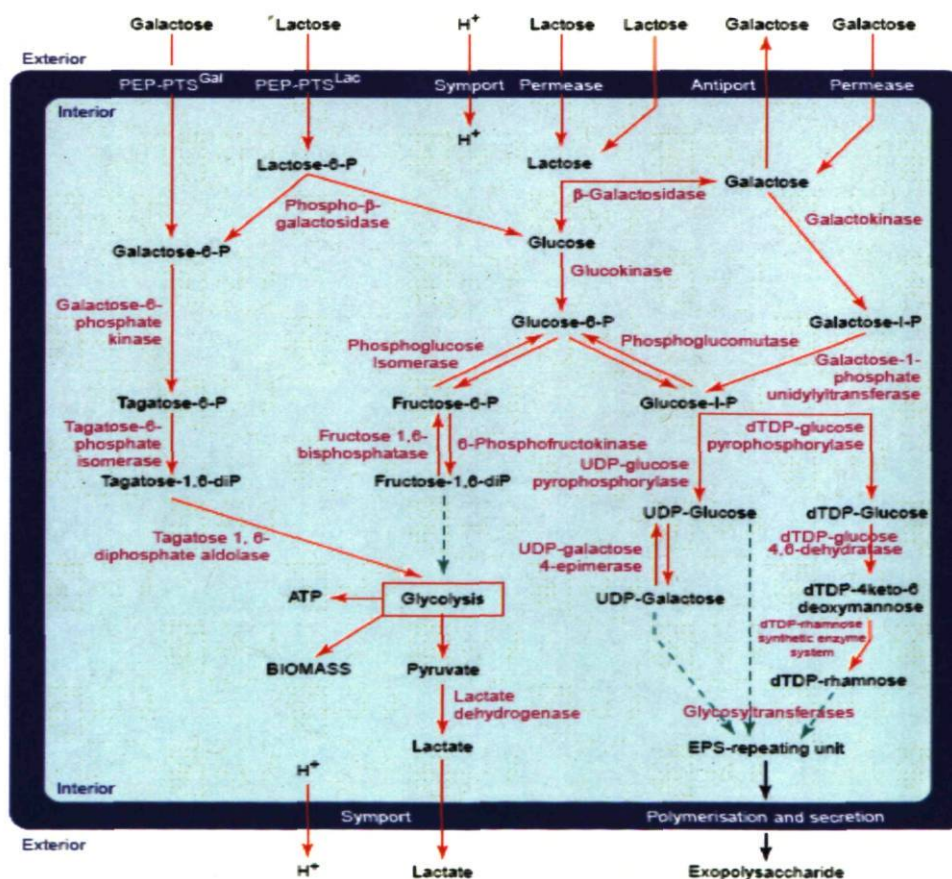 Galactose Lactose H+ Lactose Lactose Galactose Galactose
Exterior
PEP-PTS^Gal PEP-PTS^Lac Symport Permease Antiport Permease
Interior
H+
Lactose-6-P Lactose Galactose
β-Galactosidase
Phospho-β-
galactosidase
Galactokinase
Galactose-6-P Glucose
Glucokinase
Galactose-6-
phosphate
kinase
Glucose-6-P Galactose-I-P
Phosphoglucose
Isomerase
Phosphoglucomutase
Galactose-1-
phosphate
unidylyltransferase
Tagatose-6-P Fructose-6-P Glucose-I-P
Tagatose-6-
phosphate
isomerase
Fructose 1,6-
bisphosphatase
6-Phosphofructokinase
dTDP-glucose
pyrophosphorylase
UDP-glucose
pyrophosphorylase
Tagatose-1,6-diP Fructose-1,6-diP
UDP-Glucose dTDP-Glucose
Tagatose 1, 6-
diphosphate aldolase
UDP-galactose
4-epimerase
dTDP-glucose
4,6-dehydratase
ATP Glycolysis UDP-Galactose
dTDP-4keto-6
deoxymannose
dTDP-rhamnose
synthetic enzyme
system
BIOMASS Pyruvate dTDP-rhamnose
Lactate
dehydrogenase
Glycosyltransferases
Lactate EPS-repeating unit
H+
Interior
Symport Polymerisation and secretion
Exterior
H+ Lactate Exopolysaccharide